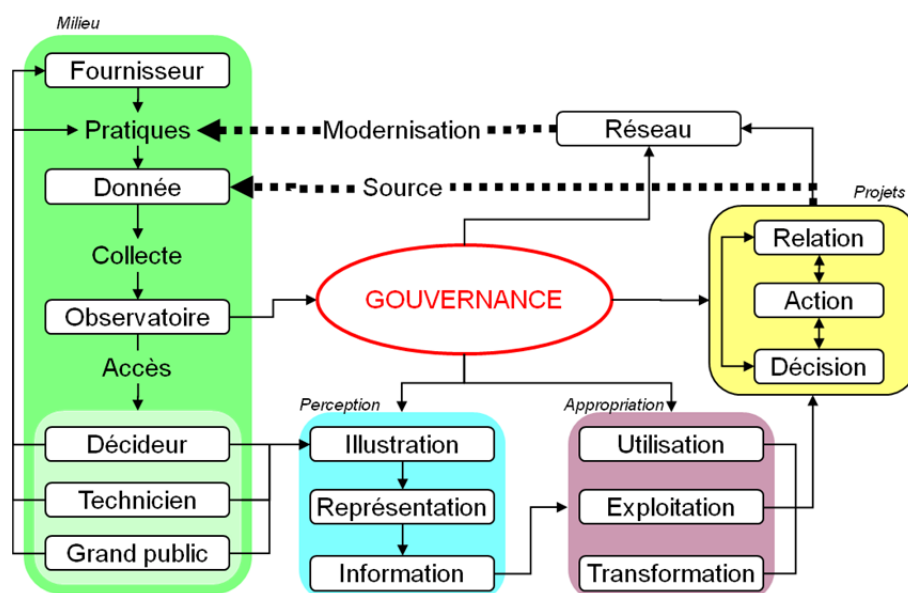 Milieu
Fournisseur
Pratiques
Modernisation
Réseau
Donnée
Source
Projets
Collecte
Relation
Observatoire
GOUVERNANCE
Action
Accès
Décision
Perception
Appropriation
Décideur
Illustration
Utilisation
Technicien
Représentation
Exploitation
Grand public
Information
Transformation